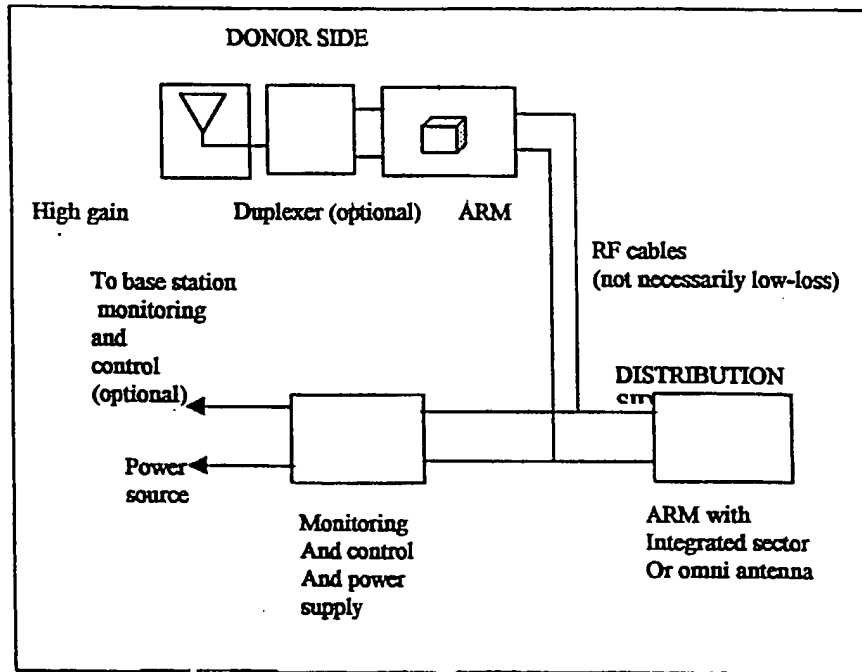 DONOR SIDE
High gain
Duplexer (optional)
ARM
RF cables
(not necessarily low-loss)
To base station
monitoring
and
control
(optional)
Power
source
DISTRIBUTION
Monitoring
And control
And power
supply
ARM with
Integrated sector
Or omni antenna